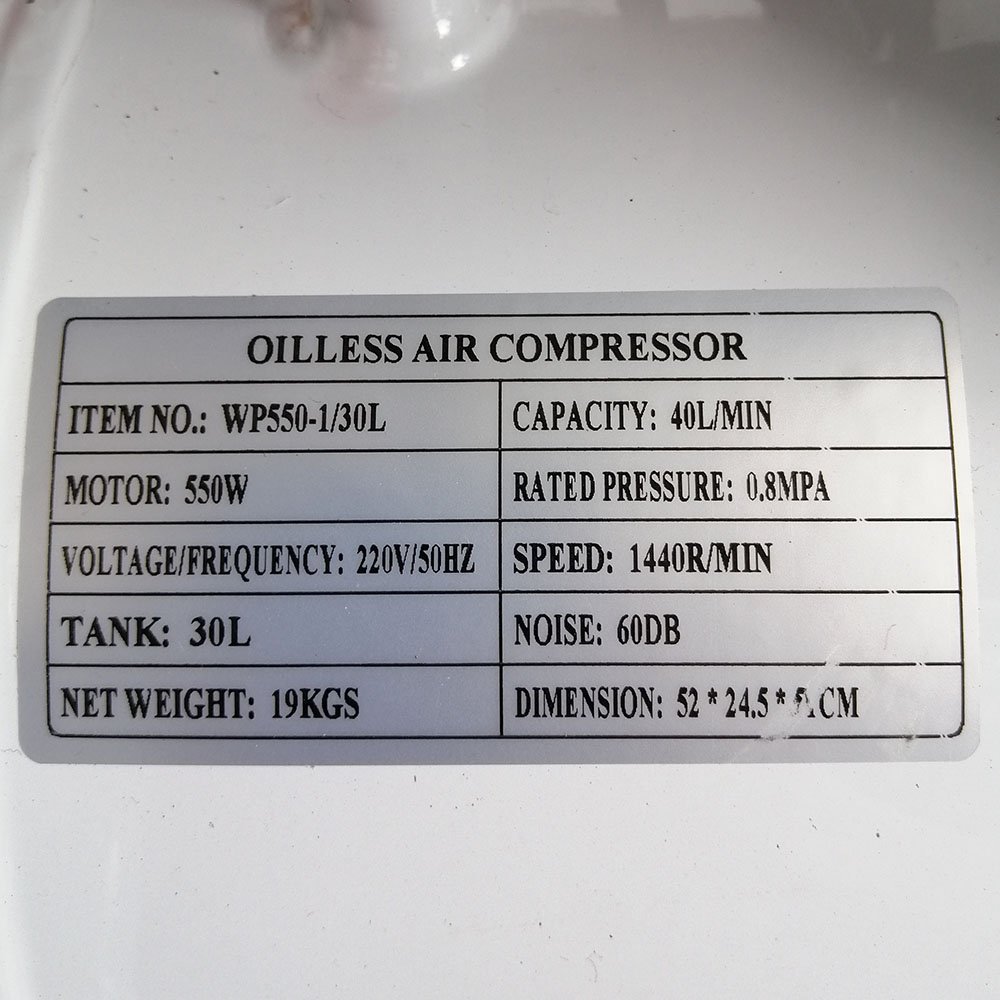 OILLESS AIR COMPRESSOR
ITEM NO.: WP550-1/30L
CAPACITY: 40L/MIN
MOTOR: 550W
RATED PRESSURE: 0.8MPA
VOLTAGE/FREQUENCY: 220V/50HZ
SPEED: 1440R/MIN
TANK: 30L
NOISE: 60DB
NET WEIGHT: 19KGS
DIMENSION: 52 * 24.5 * CM